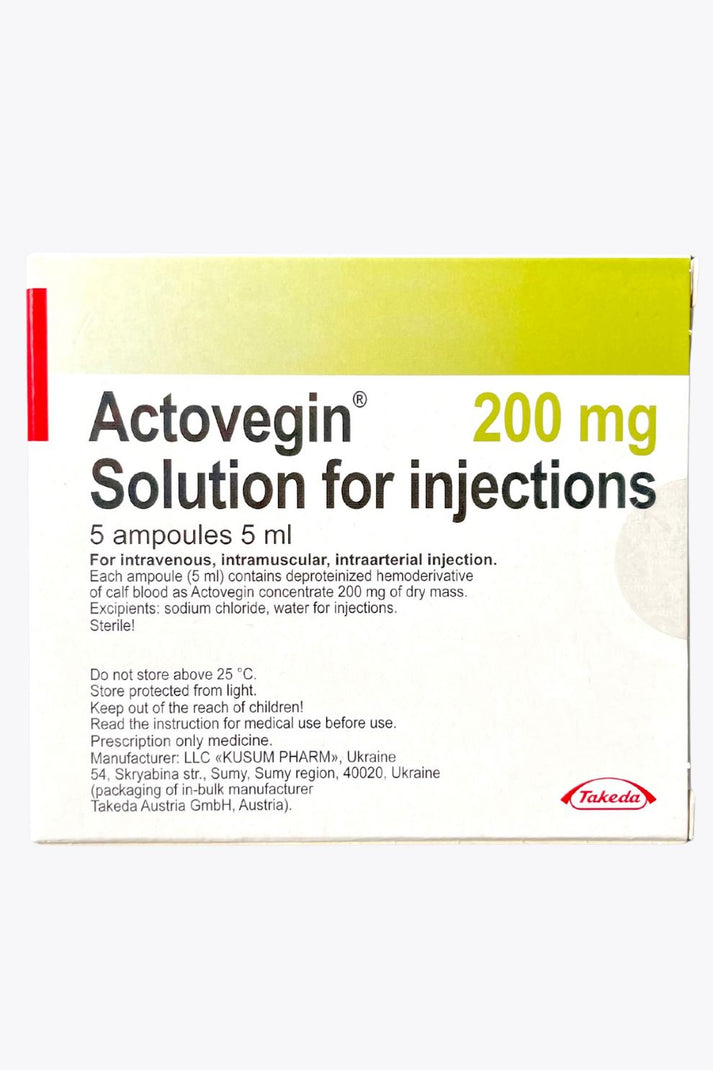 Actovegin® 200 mg
Solution for injections
5 ampoules 5 ml
For intravenous, intramuscular, intraarterial injection.
Each ampoule (5 ml) contains deproteinized hemoderivative
of calf blood as Actovegin concentrate 200 mg of dry mass.
Excipients: sodium chloride, water for injections.
Sterile!
Do not store above 25 °C.
Store protected from light.
Keep out of the reach of children!
Read the instruction for medical use before use.
Prescription only medicine.
Manufacturer: LLC «KUSUM PHARM», Ukraine
54, Skryabina str., Sumy, Sumy region, 40020, Ukraine
(packaging of in-bulk manufacturer
Takeda Austria GmbH, Austria).
Takeda